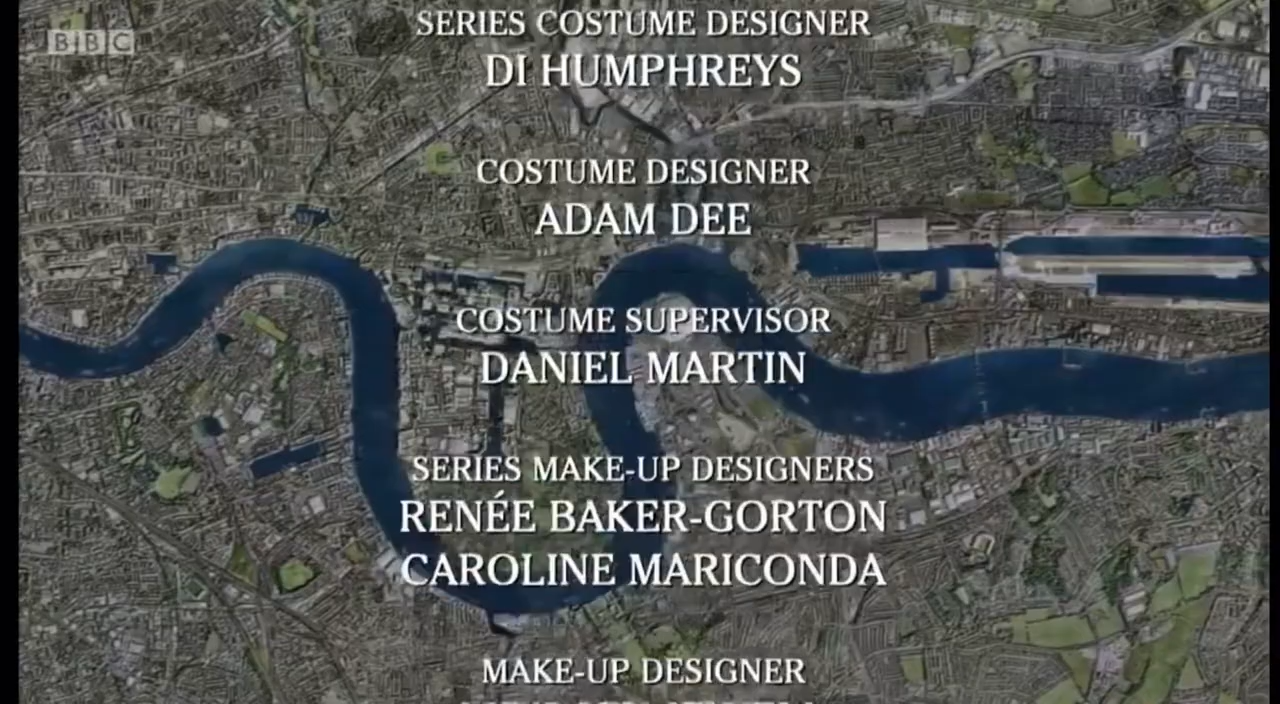 BBC
SERIES COSTUME DESIGNER
DI HUMPHREYS
COSTUME DESIGNER
ADAM DEE
COSTUME SUPERVISOR
DANIEL MARTIN
SERIES MAKE-UP DESIGNERS
RENÉE BAKER-GORTON
CAROLINE MARICONDA
MAKE-UP DESIGNER